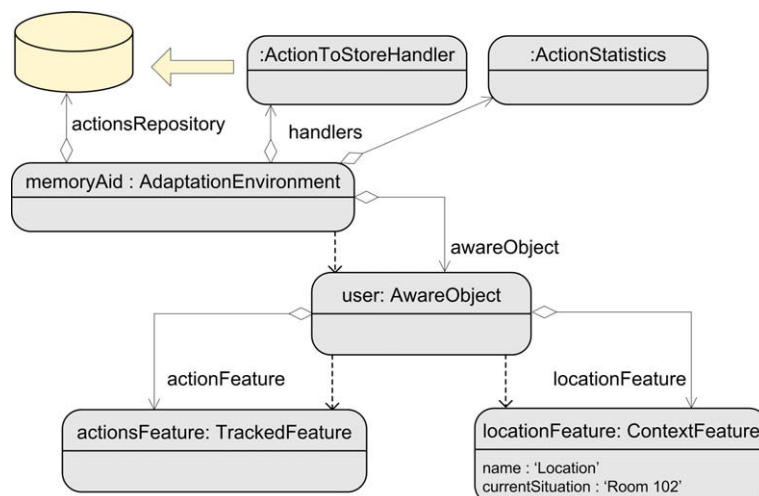 :ActionToStoreHandler
:ActionStatistics
actionsRepository
handlers
memoryAid : AdaptationEnvironment
awareObject
user: AwareObject
actionFeature
locationFeature
actionsFeature: TrackedFeature
locationFeature: ContextFeature
name : ‘Location’
currentSituation : ‘Room 102’